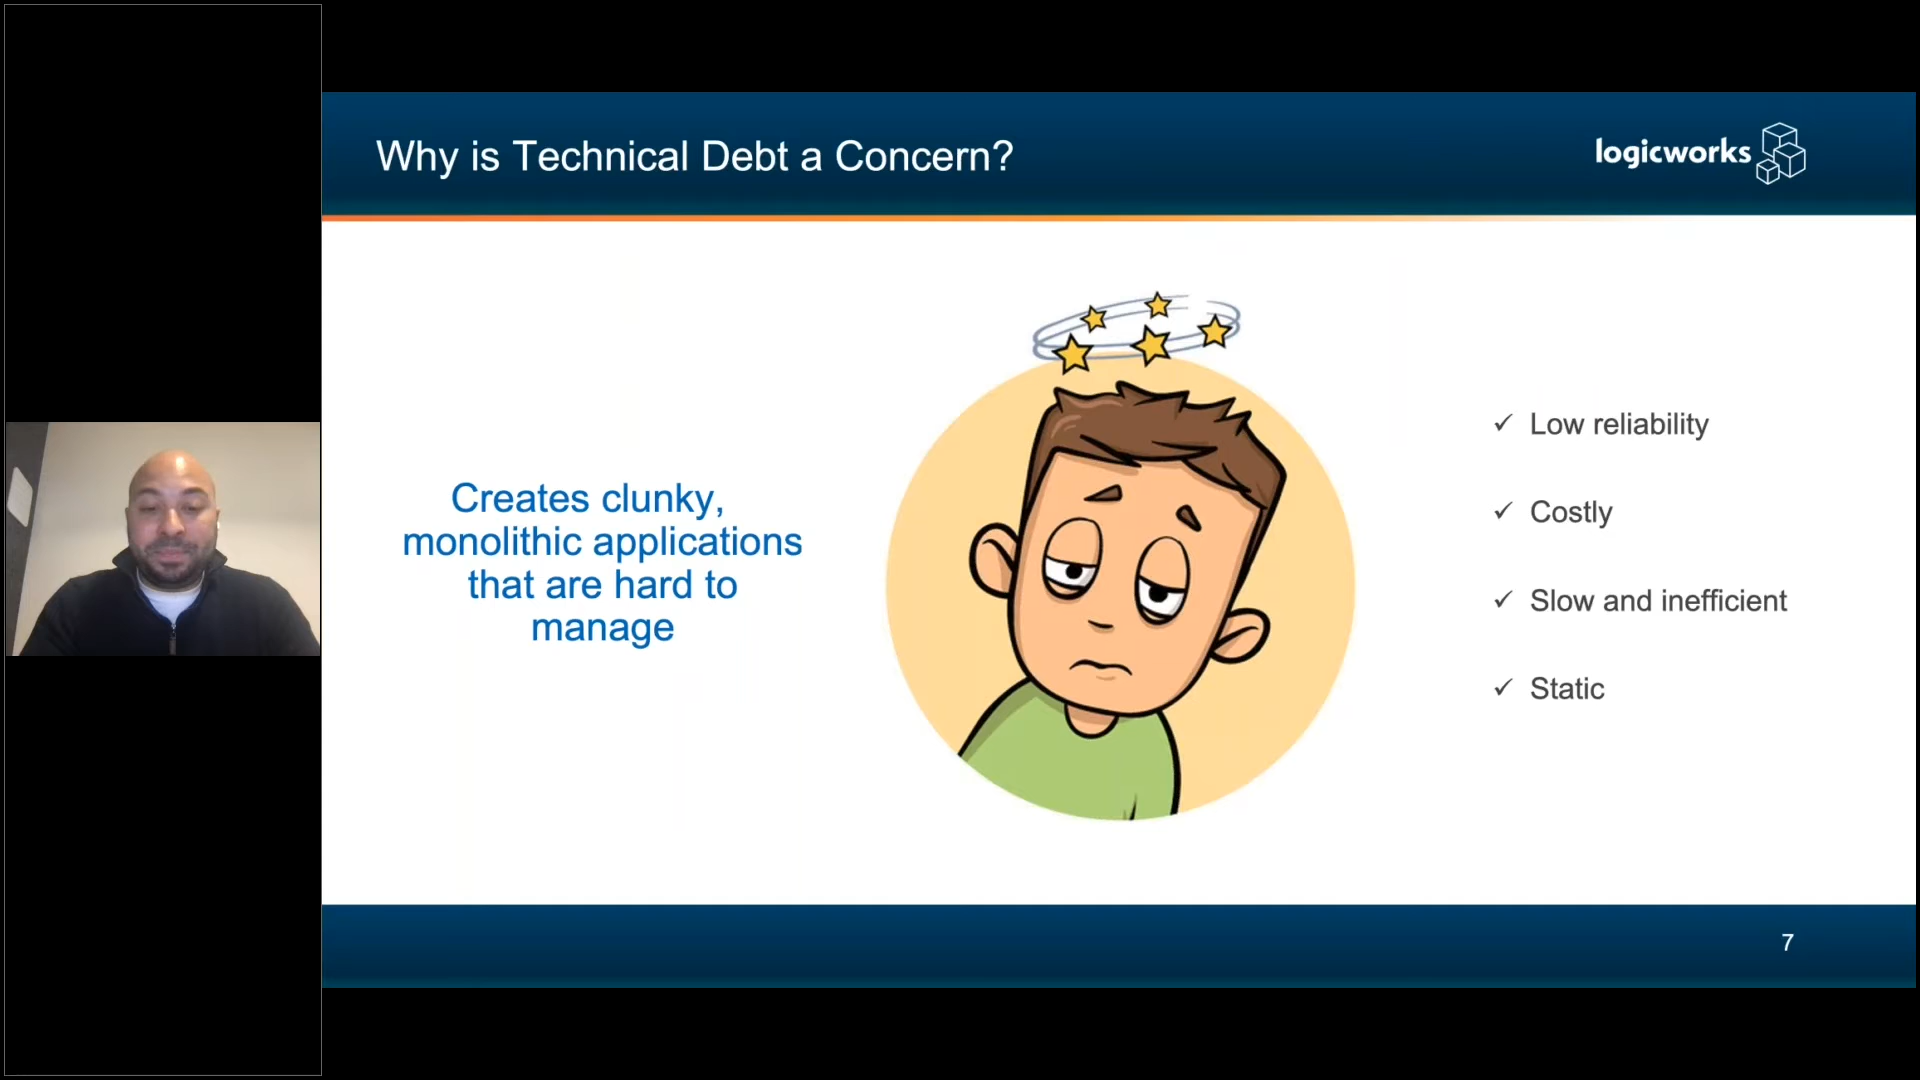 Why is Technical Debt a Concern?
logicworks
Creates clunky,
monolithic applications
that are hard to
manage
Low reliability
Costly
Slow and inefficient
Static
7